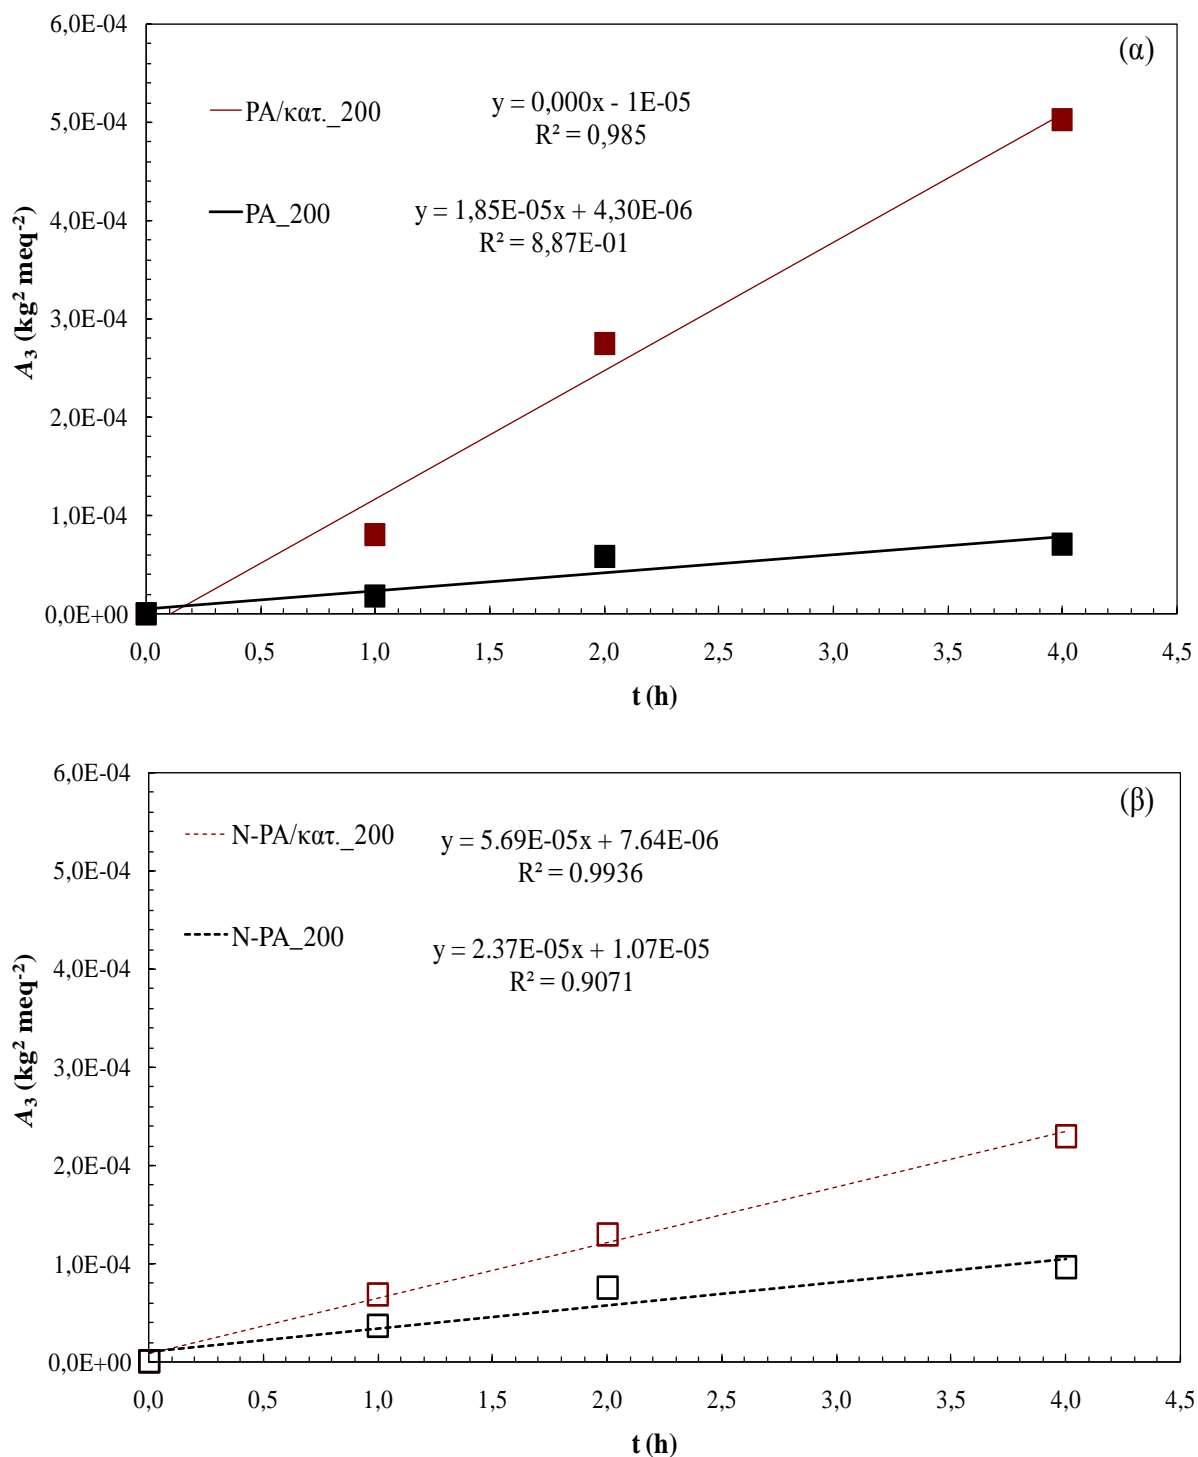 6,0E-04
(α)
PA/κατ._200
y = 0,000x - 1E-05
R² = 0,985
5,0E-04
PA_200
y = 1,85E-05x + 4,30E-06
R² = 8,87E-01
4,0E-04
A₃ (kg² meq⁻²)
3,0E-04
2,0E-04
1,0E-04
0,0E+00
0,0 0,5 1,0 1,5 2,0 2,5 3,0 3,5 4,0 4,5
t (h)
6,0E-04
(β)
N-PA/κατ._200
y = 5.69E-05x + 7.64E-06
R² = 0.9936
5,0E-04
N-PA_200
y = 2.37E-05x + 1.07E-05
R² = 0.9071
4,0E-04
A₃ (kg² meq⁻²)
3,0E-04
2,0E-04
1,0E-04
0,0E+00
0,0 0,5 1,0 1,5 2,0 2,5 3,0 3,5 4,0 4,5
t (h)